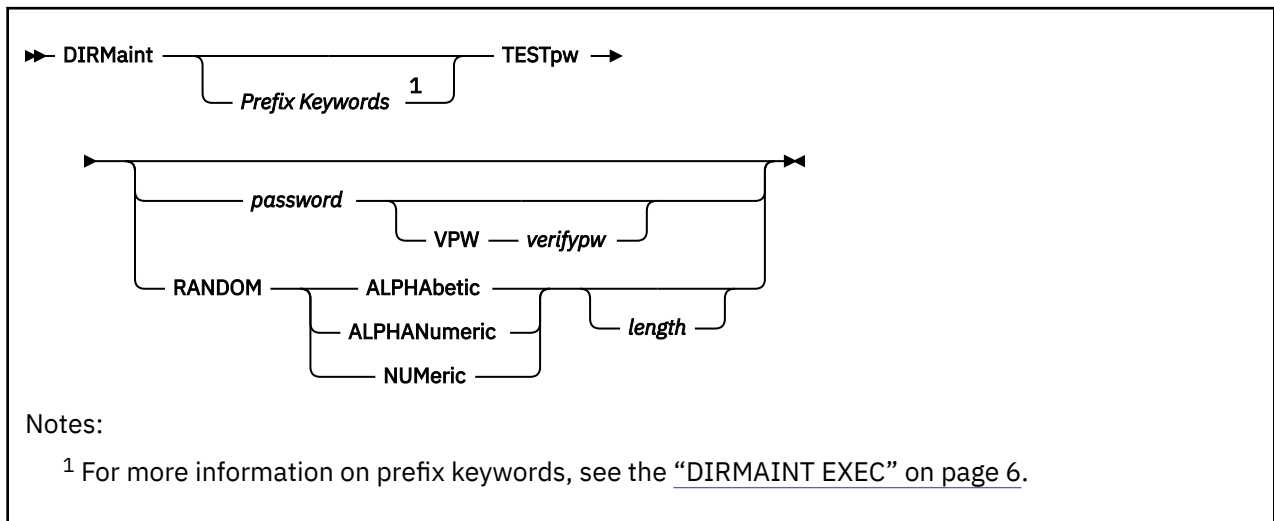 DIRMaint TESTpw
Prefix Keywords 1
password
VPW verifypw
RANDOM ALPHAbetic
ALPHANumeric length
NUMeric
Notes:
1 For more information on prefix keywords, see the “DIRMAINT EXEC” on page 6.